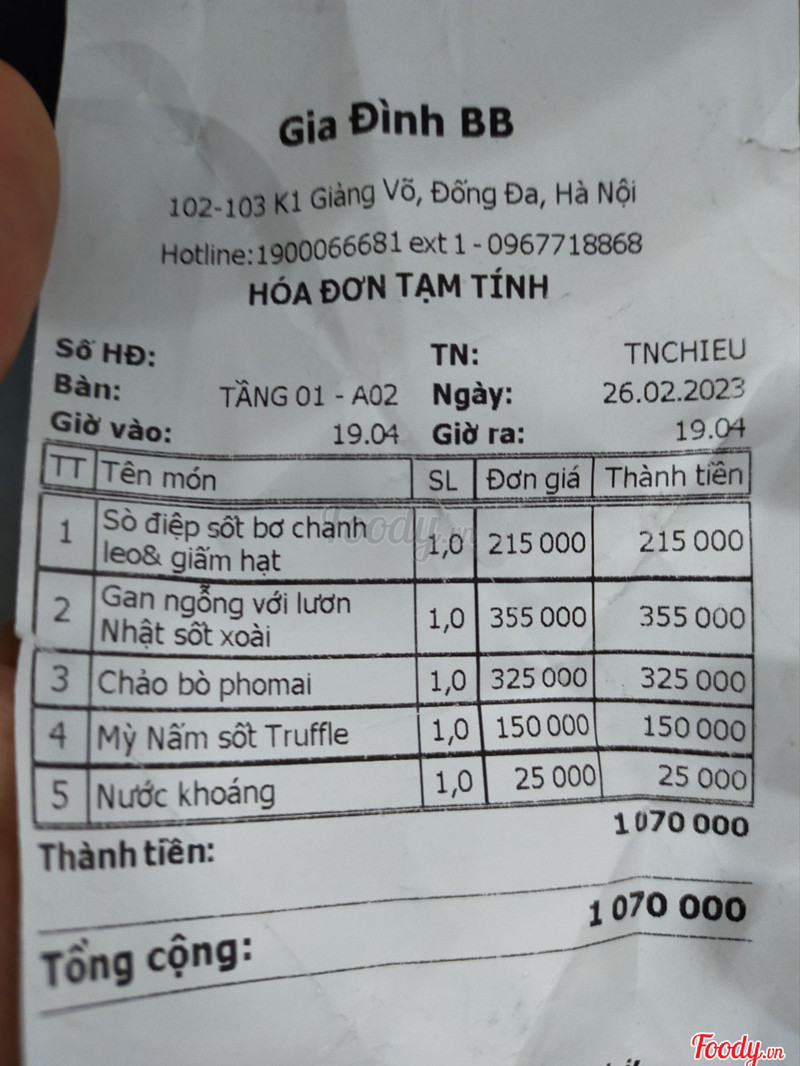 Gia Đình BB
102-103 K1 Giảng Võ, Đống Đa, Hà Nội
Hotline:1900066681 ext 1 - 0967718868
HÓA ĐƠN TẠM TÍNH
Số HĐ: TN: TNCHIEU
Bàn: TẦNG 01 - A02 Ngày: 26.02.2023
Giờ vào: 19.04 Giờ ra: 19.04
TT Tên món SL Đơn giá Thành tiền
1 Sò điệp sốt bơ chanh leo& giấm hạt 1,0 215 000 215 000
2 Gan ngỗng với lươn Nhật sốt xoài 1,0 355 000 355 000
3 Chảo bò phomai 1,0 325 000 325 000
4 Mỳ Nấm sốt Truffle 1,0 150 000 150 000
5 Nước khoáng 1,0 25 000 25 000
Thành tiền: 1 070 000
Tổng cộng: 1 070 000
Foody.vn
Foody.vn